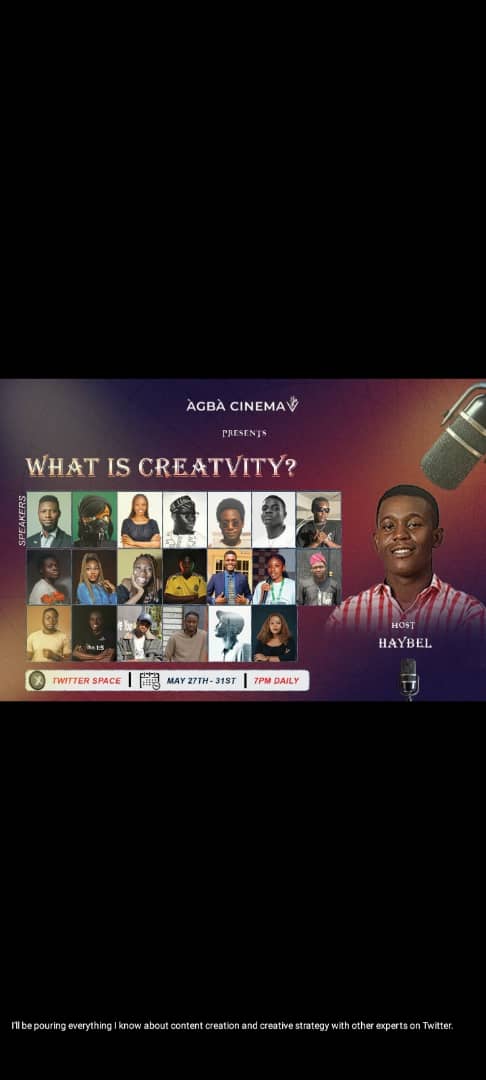 ÀGBÀ CINEMA
PRESENTS
WHAT IS CREATVITY?
SPEAKERS
HOST
HAYBEL
TWITTER SPACE | MAY 27TH - 31ST | 7PM DAILY
I'll be pouring everything I know about content creation and creative strategy with other experts on Twitter.